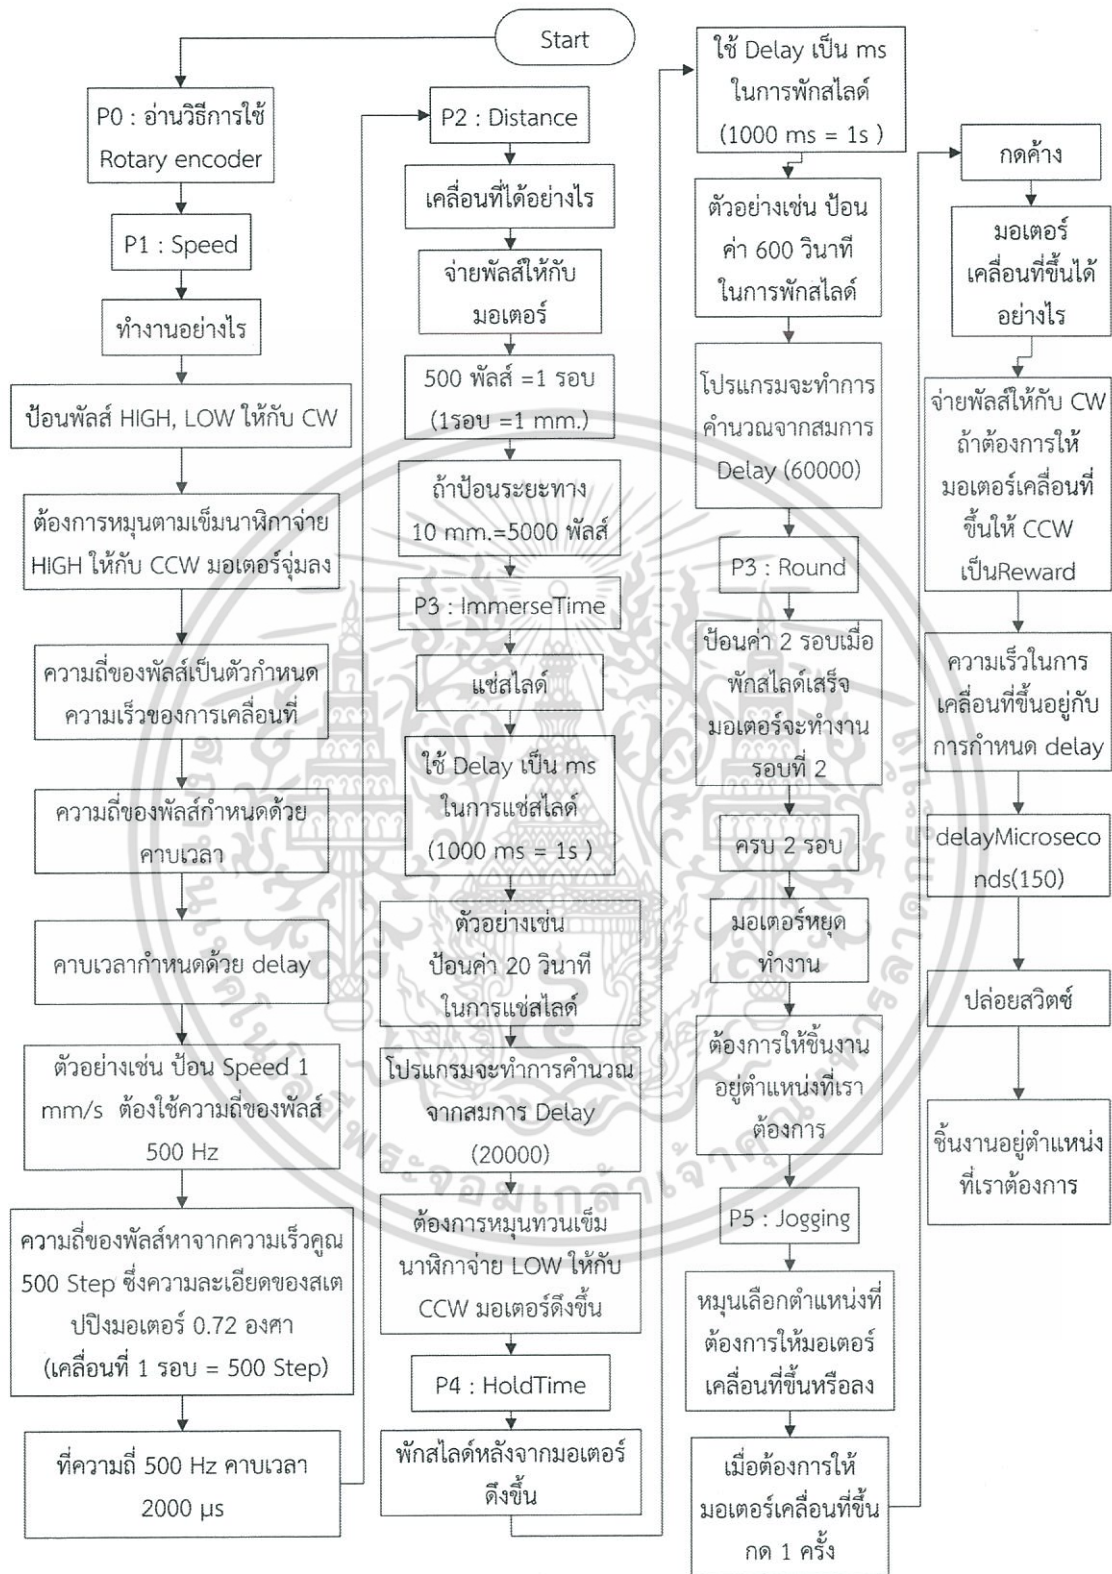 Start
P0 : อ่านวิธีการใช้
Rotary encoder
P1 : Speed
ทำงานอย่างไร
ป้อนพัลส์ HIGH, LOW ให้กับ CW
ต้องการหมุนตามเข็มนาฬิกาจ่าย
HIGH ให้กับ CCW มอเตอร์จุ่มลง
ความถี่ของพัลส์เป็นตัวกำหนด
ความเร็วของการเคลื่อนที่
ความถี่ของพัลส์กำหนดด้วย
คาบเวลา
คาบเวลากำหนดด้วย delay
ตัวอย่างเช่น ป้อน Speed 1
mm/s ต้องใช้ความถี่ของพัลส์
500 Hz
ความถี่ของพัลส์หาจากความเร็วคูณ
500 Step ซึ่งความละเอียดของสเต
ปปิงมอเตอร์ 0.72 องศา
(เคลื่อนที่ 1 รอบ = 500 Step)
ที่ความถี่ 500 Hz คาบเวลา
2000 µs
P2 : Distance
เคลื่อนที่ได้อย่างไร
จ่ายพัลส์ให้กับ
มอเตอร์
500 พัลส์ =1 รอบ
(1รอบ =1 mm.)
ถ้าป้อนระยะทาง
10 mm.=5000 พัลส์
P3 : ImmerseTime
แช่สไลด์
ใช้ Delay เป็น ms
ในการแช่สไลด์
(1000 ms = 1s )
ตัวอย่างเช่น
ป้อนค่า 20 วินาที
ในการแช่สไลด์
โปรแกรมจะทำการคำนวณ
จากสมการ Delay
(20000)
ต้องการหมุนทวนเข็ม
นาฬิกาจ่าย LOW ให้กับ
CCW มอเตอร์ดึงขึ้น
P4 : HoldTime
พักสไลด์หลังจากมอเตอร์
ดึงขึ้น
ใช้ Delay เป็น ms
ในการพักสไลด์
(1000 ms = 1s )
ตัวอย่างเช่น ป้อน
ค่า 600 วินาที
ในการพักสไลด์
โปรแกรมจะทำการ
คำนวณจากสมการ
Delay (60000)
P3 : Round
ป้อนค่า 2 รอบเมื่อ
พักสไลด์เสร็จ
มอเตอร์จะทำงาน
รอบที่ 2
ครบ 2 รอบ
มอเตอร์หยุด
ทำงาน
ต้องการให้ชิ้นงาน
อยู่ตำแหน่งที่เรา
ต้องการ
P5 : Jogging
หมุนเลือกตำแหน่งที่
ต้องการให้มอเตอร์
เคลื่อนที่ขึ้นหรือลง
เมื่อต้องการให้
มอเตอร์เคลื่อนที่ขึ้น
กด 1 ครั้ง
กดค้าง
มอเตอร์
เคลื่อนที่ขึ้นได้
อย่างไร
จ่ายพัลส์ให้กับ CW
ถ้าต้องการให้
มอเตอร์เคลื่อนที่
ขึ้นให้ CCW
เป็นReward
ความเร็วในการ
เคลื่อนที่ขึ้นอยู่กับ
การกำหนด delay
delayMicroseco
nds(150)
ปล่อยสวิตซ์
ชิ้นงานอยู่ตำแหน่ง
ที่เราต้องการ
สถาบันเทคโนโลยีพระจอมเกล้าเจ้าคุณทหารลาดกระบัง